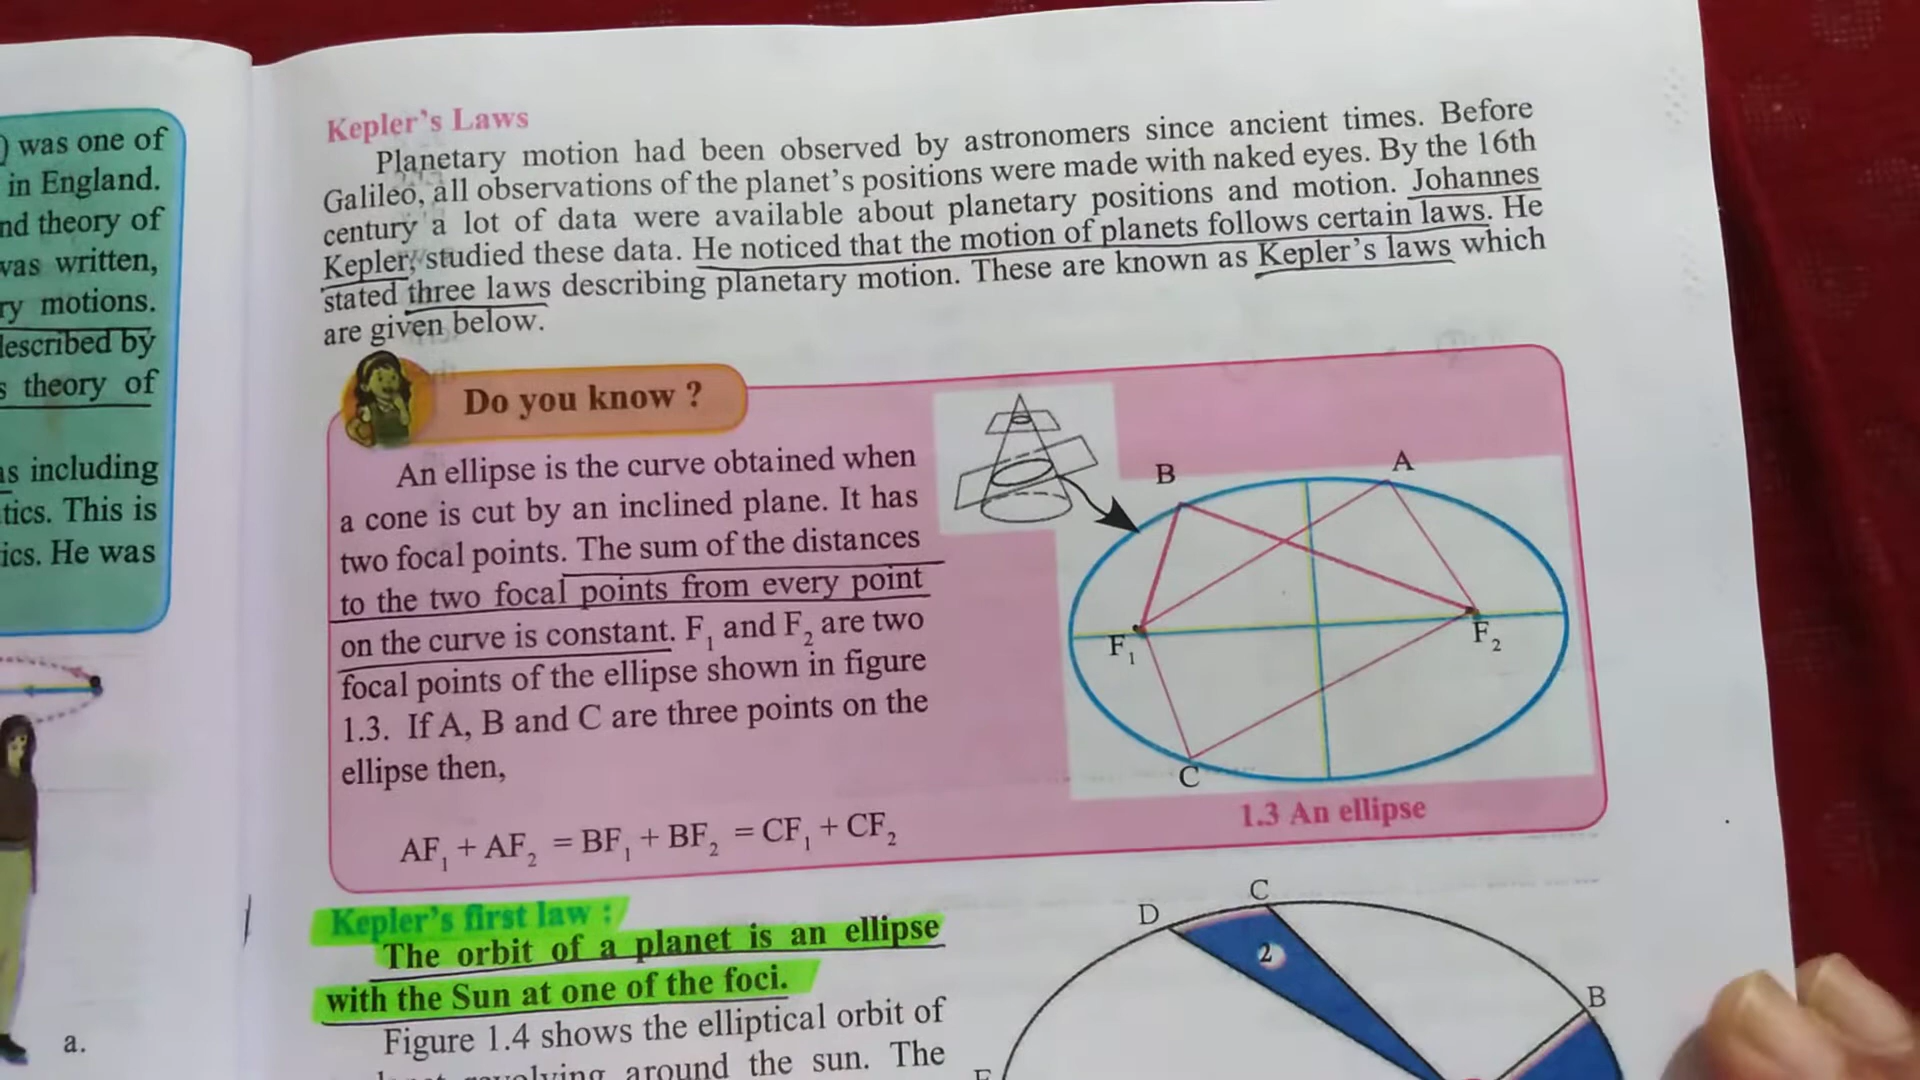 ) was one of
in England.
nd theory of
was written,
ry motions.
described by
s theory of
as including
tics. This is
ics. He was
a.
Kepler's Laws
Planetary motion had been observed by astronomers since ancient times. Before
Galileo, all observations of the planet's positions were made with naked eyes. By the 16th
century a lot of data were available about planetary positions and motion. Johannes
Kepler, studied these data. He noticed that the motion of planets follows certain laws. He
stated three laws describing planetary motion. These are known as Kepler's laws which
are given below.
Do you know ?
An ellipse is the curve obtained when
a cone is cut by an inclined plane. It has
two focal points. The sum of the distances
to the two focal points from every point
on the curve is constant. F₁ and F₂ are two
focal points of the ellipse shown in figure
1.3. If A, B and C are three points on the
ellipse then,
AF₁ + AF₂ = BF₁ + BF₂ = CF₁ + CF₂
B
A
F₁
F₂
C
1.3 An ellipse
Kepler's first law :
The orbit of a planet is an ellipse
with the Sun at one of the foci.
Figure 1.4 shows the elliptical orbit of
revolving around the sun. The
D
C
2
B